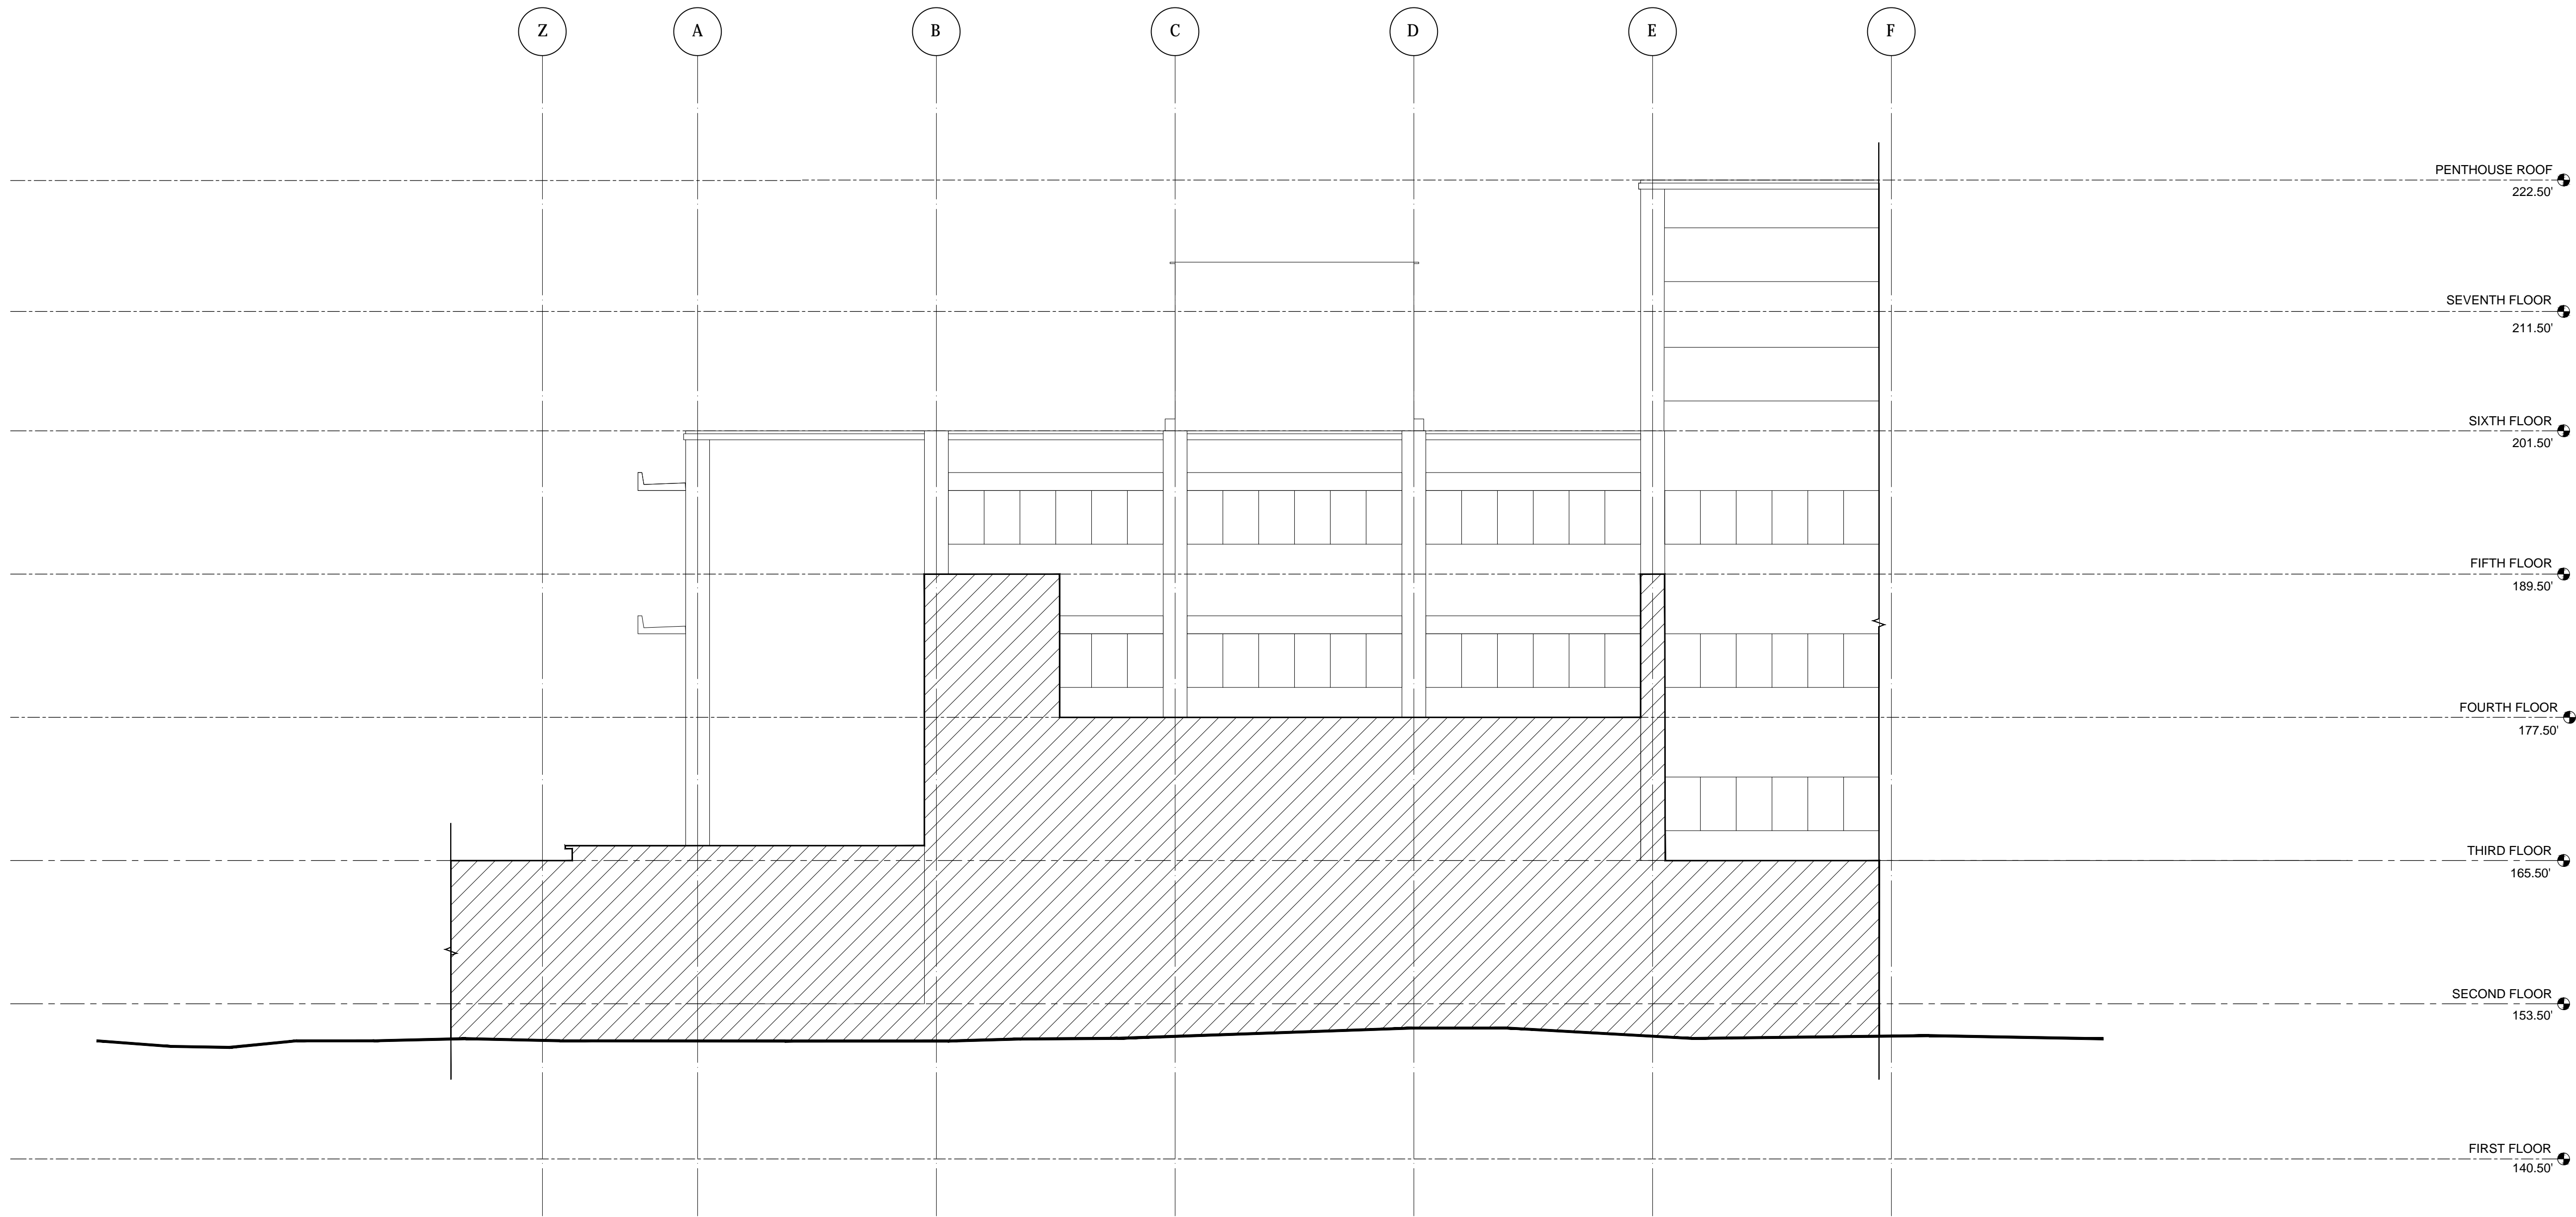 Z
A
B
C
D
E
F
PENTHOUSE ROOF
222.50'
SEVENTH FLOOR
211.50'
SIXTH FLOOR
201.50'
FIFTH FLOOR
189.50'
FOURTH FLOOR
177.50'
THIRD FLOOR
165.50'
SECOND FLOOR
153.50'
FIRST FLOOR
140.50'